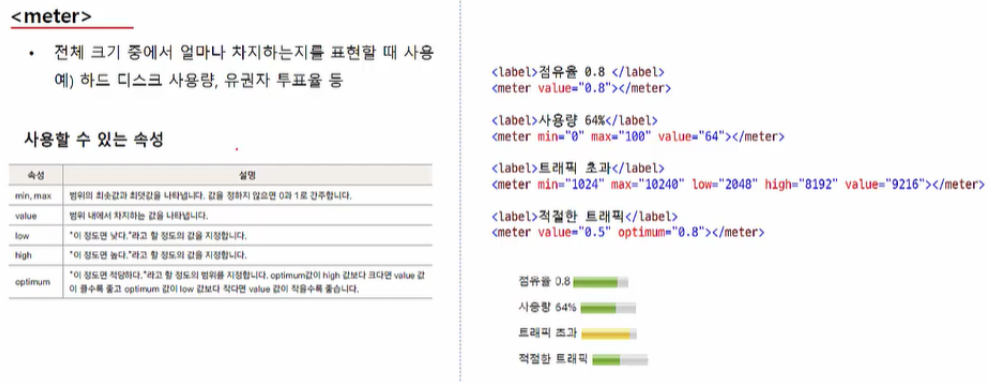 <meter>
• 전체 크기 중에서 얼마나 차지하는지를 표현할 때 사용
예) 하드 디스크 사용량, 유권자 투표율 등
사용할 수 있는 속성
속성 설명
min, max 범위의 최솟값과 최댓값을 나타냅니다. 값을 정하지 않으면 0과 1로 간주합니다.
value 범위 내에서 차지하는 값을 나타냅니다.
low "이 정도면 낮다."라고 할 정도의 값을 지정합니다.
high "이 정도면 높다."라고 할 정도의 값을 지정합니다.
optimum "이 정도면 적당하다."라고 할 정도의 범위를 지정합니다. optimum값이 high 값보다 크다면 value 값
이 클수록 좋고 optimum 값이 low 값보다 작다면 value 값이 작을수록 좋습니다.
<label>점유율 0.8 </label>
<meter value="0.8"></meter>
<label>사용량 64%</label>
<meter min="0" max="100" value="64"></meter>
<label>트래픽 초과</label>
<meter min="1024" max="10240" low="2048" high="8192" value="9216"></meter>
<label>적절한 트래픽</label>
<meter value="0.5" optimum="0.8"></meter>
점유율 0.8
사용량 64%
트래픽 초과
적절한 트래픽